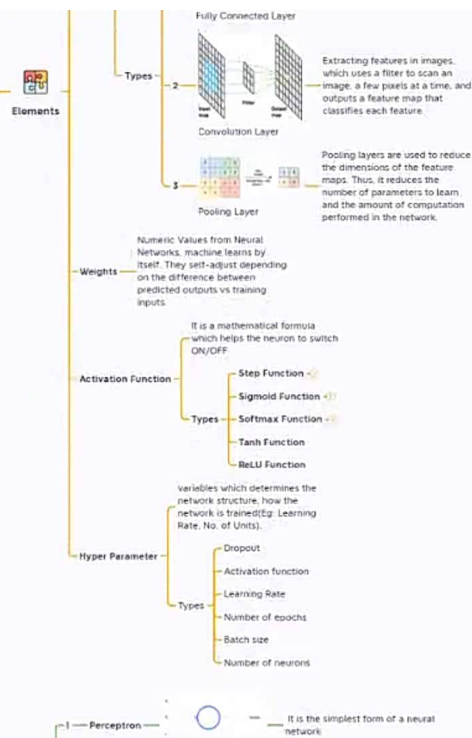 Fully Connected Layer
Types
2
Input
Filter
Output
Convolution Layer
Extracting features in images,
which uses a filter to scan an
image, a few pixels at a time, and
outputs a feature map that
classifies each feature.
Elements
3
Pooling Layer
Pooling layers are used to reduce
the dimensions of the feature
maps. Thus, it reduces the
number of parameters to learn
and the amount of computation
performed in the network.
Weights
Numeric Values from Neural
Networks, machine learns by
itself. They self-adjust depending
on the difference between
predicted outputs vs training
inputs
Activation Function
It is a mathematical formula
which helps the neuron to switch
ON/OFF
Types
Step Function
Sigmoid Function
Softmax Function
Tanh Function
ReLU Function
Hyper Parameter
variables which determines the
network structure, how the
network is trained(Eg: Learning
Rate, No. of Units).
Types
Dropout
Activation function
Learning Rate
Number of epochs
Batch size
Number of neurons
1
Perceptron
It is the simplest form of a neural
network